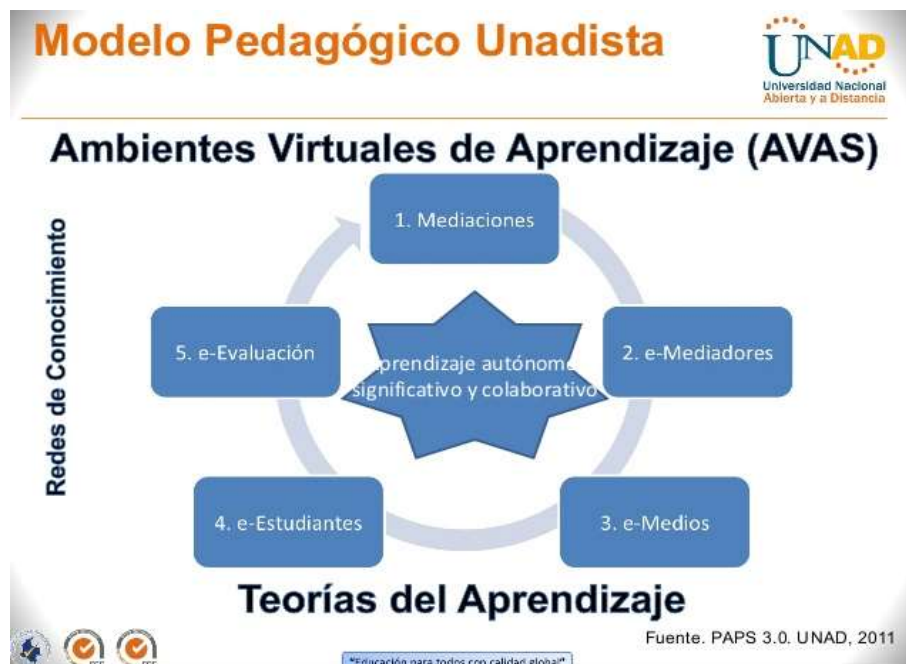 Modelo Pedagógico Unadista
UNAD
Universidad Nacional
Abierta y a Distancia
Ambientes Virtuales de Aprendizaje (AVAS)
Redes de Conocimiento
1. Mediaciones
2. e-Mediadores
3. e-Medios
4. e-Estudiantes
5. e-Evaluación
aprendizaje autónomo
significativo y colaborativo
Teorías del Aprendizaje
Fuente. PAPS 3.0. UNAD, 2011
"Educación para todos con calidad global"